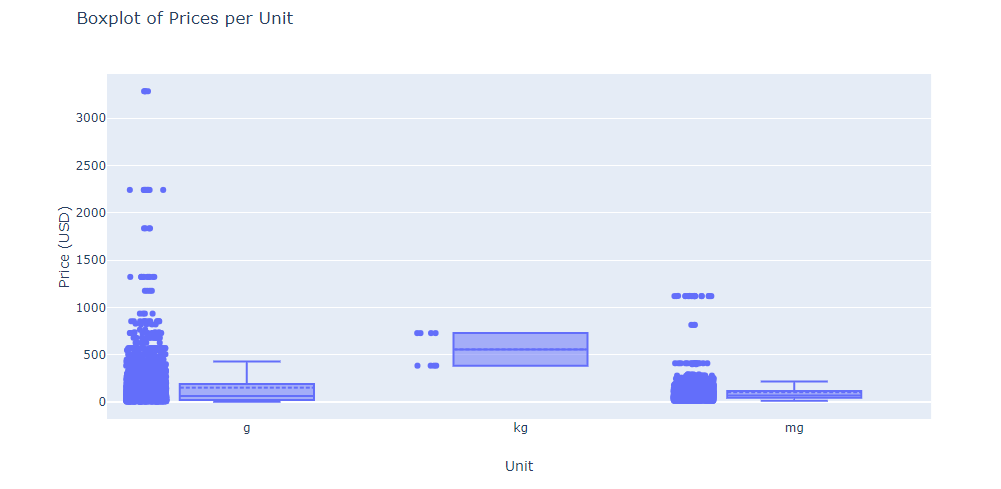 Boxplot of Prices per Unit
Price (USD)
3000
2500
2000
1500
1000
500
0
g
kg
mg
Unit